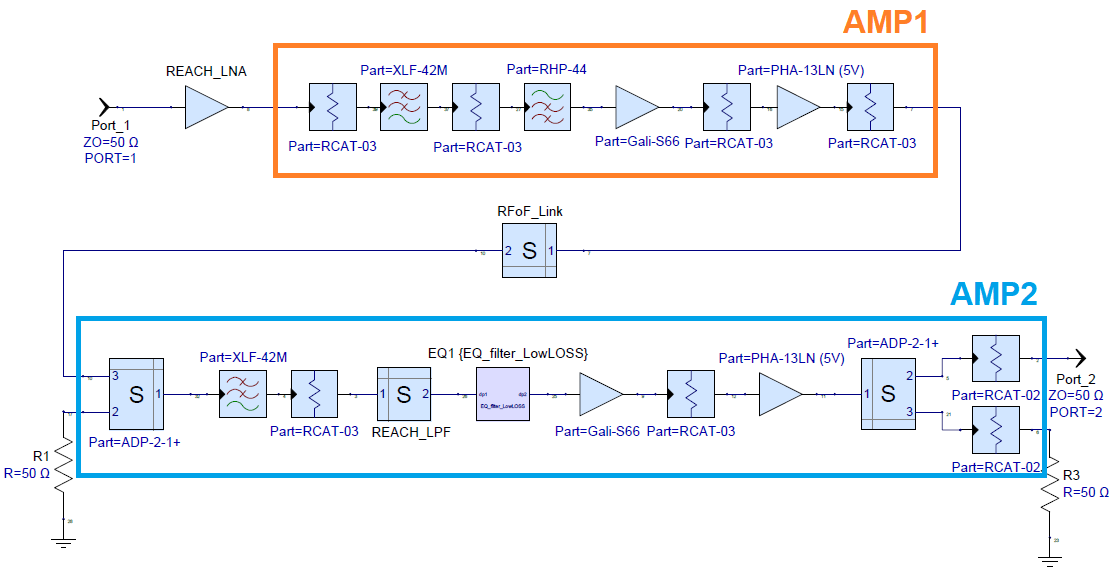 AMP1
REACH_LNA
Part=XLF-42M
Part=RHP-44
Part=PHA-13LN (5V)
Port_1
ZO=50 Ω
PORT=1
Part=RCAT-03
Part=RCAT-03
Part=Gali-S66
Part=RCAT-03
Part=RCAT-03
RFoF_Link
2 S 1
AMP2
Part=XLF-42M
EQ1 {EQ_filter_LowLOSS}
Part=PHA-13LN (5V)
Part=ADP-2-1+
3
2
S
1
1 S 2
dp1 dp2
EQ_filter_LowLOSS
1
S
2
3
Part=ADP-2-1+
Part=RCAT-03
REACH_LPF
Part=Gali-S66
Part=RCAT-03
Part=RCAT-02
Port_2
ZO=50 Ω
PORT=2
Part=RCAT-02
R1
R=50 Ω
R3
R=50 Ω